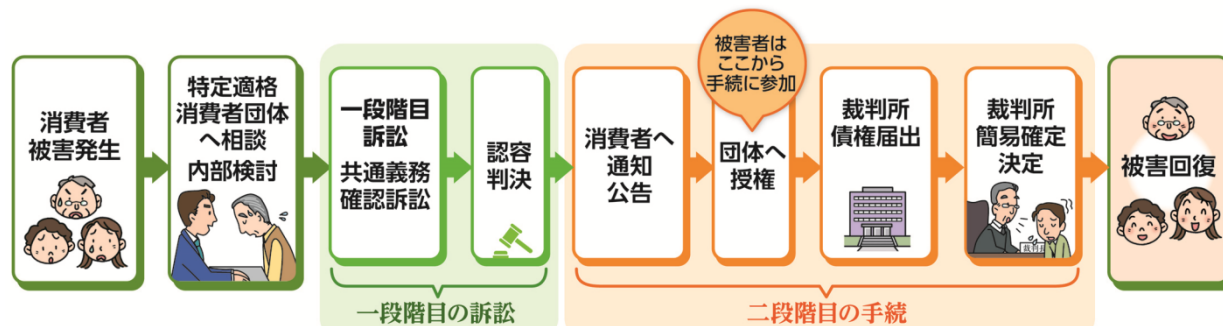 消費者
被害発生
特定適格
消費者団体
へ相談
内部検討
一段階目
訴訟
共通義務
確認訴訟
認容
判決
一段階目の訴訟
消費者へ
通知
公告
被害者は
ここから
手続に参加
団体へ
授権
裁判所
債権届出
裁判所
簡易確定
決定
裁判長
二段階目の手続
被害回復